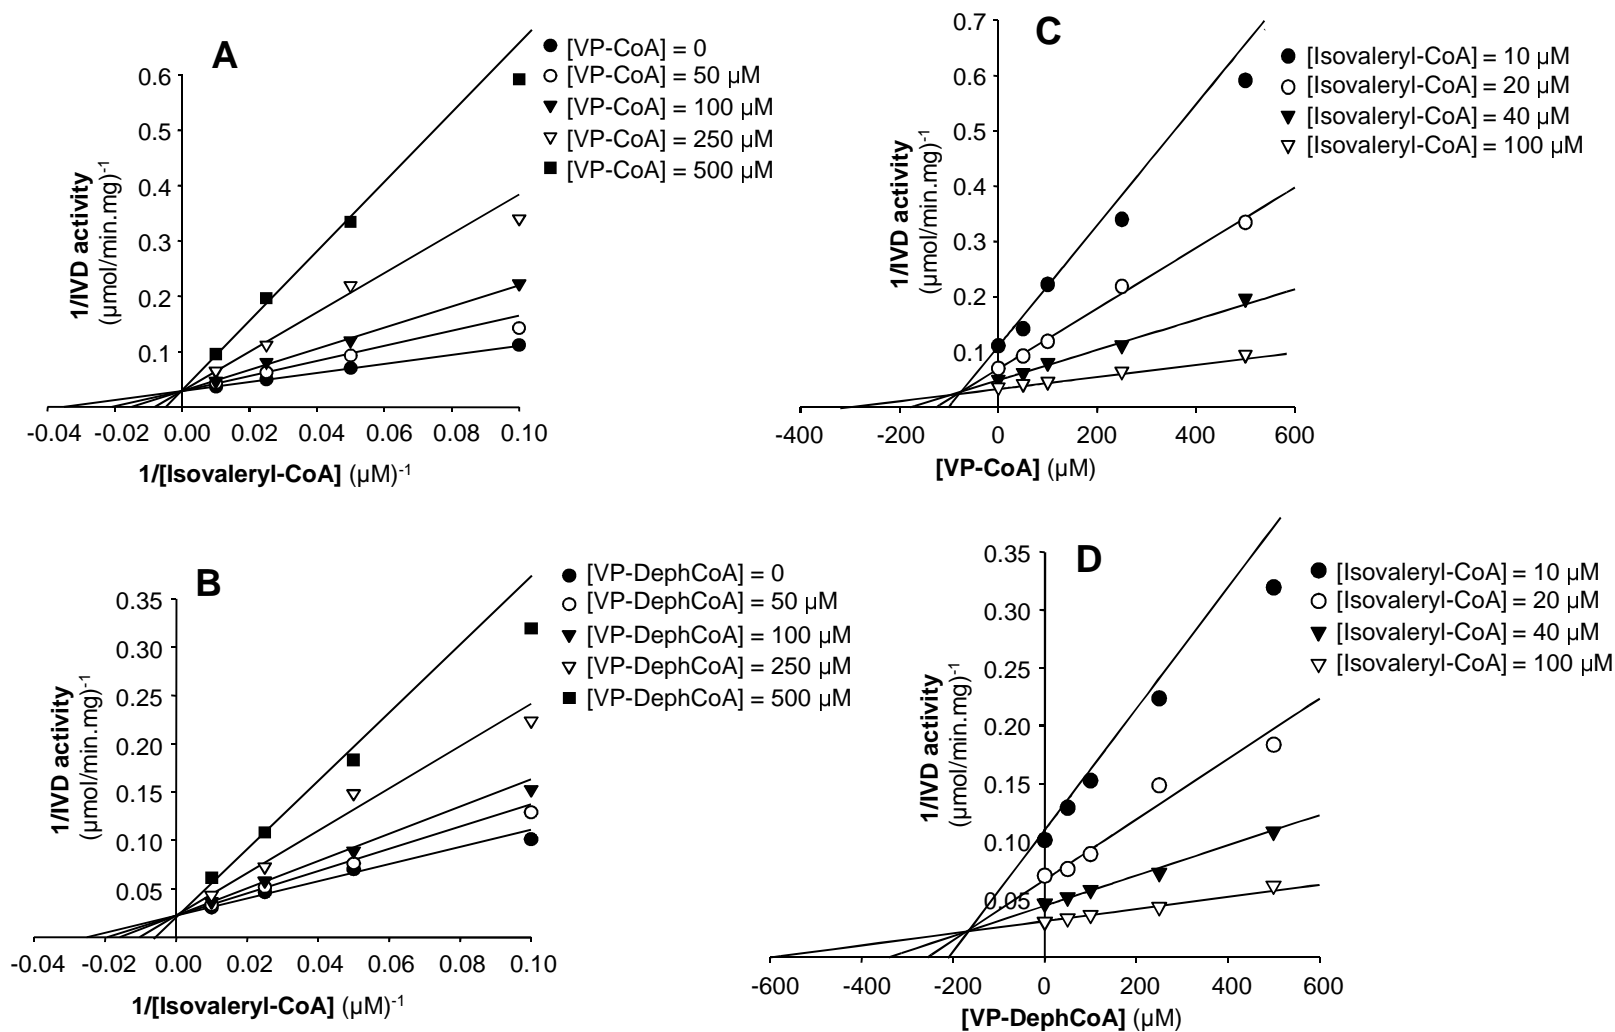 A
[VP-CoA] = 0
[VP-CoA] = 50 µM
[VP-CoA] = 100 µM
[VP-CoA] = 250 µM
[VP-CoA] = 500 µM
1/IVD activity
(µmol/min.mg)-1
0.6
0.5
0.4
0.3
0.2
0.1
-0.04 -0.02 0.00 0.02 0.04 0.06 0.08 0.10
1/[Isovaleryl-CoA] (µM)-1
C
[Isovaleryl-CoA] = 10 µM
[Isovaleryl-CoA] = 20 µM
[Isovaleryl-CoA] = 40 µM
[Isovaleryl-CoA] = 100 µM
1/IVD activity
(µmol/min.mg)-1
0.7
0.6
0.5
0.4
0.3
0.2
0.1
-400 -200 0 200 400 600
[VP-CoA] (µM)
B
[VP-DephCoA] = 0
[VP-DephCoA] = 50 µM
[VP-DephCoA] = 100 µM
[VP-DephCoA] = 250 µM
[VP-DephCoA] = 500 µM
1/IVD activity
(µmol/min.mg)-1
0.35
0.30
0.25
0.20
0.15
0.10
0.05
-0.04 -0.02 0.00 0.02 0.04 0.06 0.08 0.10
1/[Isovaleryl-CoA] (µM)-1
D
[Isovaleryl-CoA] = 10 µM
[Isovaleryl-CoA] = 20 µM
[Isovaleryl-CoA] = 40 µM
[Isovaleryl-CoA] = 100 µM
1/IVD activity
(µmol/min.mg)-1
0.35
0.30
0.25
0.20
0.15
0.10
0.05
-600 -400 -200 0 200 400 600
[VP-DephCoA] (µM)